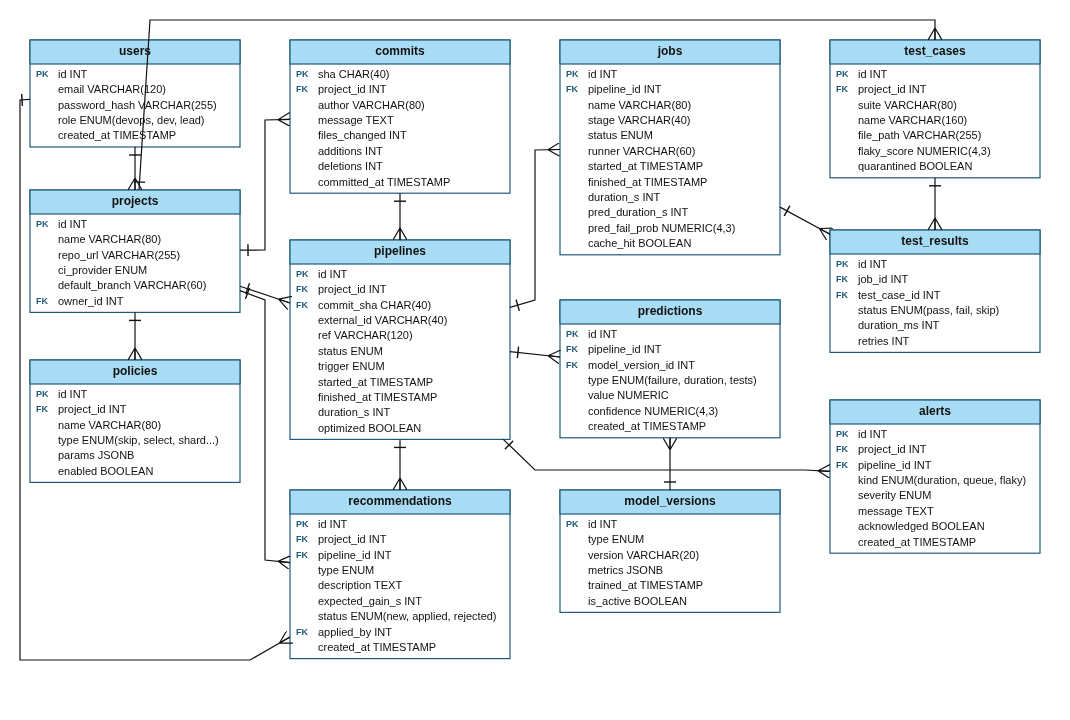 users
PK id INT
email VARCHAR(120)
password_hash VARCHAR(255)
role ENUM(devops, dev, lead)
created_at TIMESTAMP
projects
PK id INT
name VARCHAR(80)
repo_url VARCHAR(255)
ci_provider ENUM
default_branch VARCHAR(60)
FK owner_id INT
policies
PK id INT
FK project_id INT
name VARCHAR(80)
type ENUM(skip, select, shard...)
params JSONB
enabled BOOLEAN
commits
PK sha CHAR(40)
FK project_id INT
author VARCHAR(80)
message TEXT
files_changed INT
additions INT
deletions INT
committed_at TIMESTAMP
pipelines
PK id INT
FK project_id INT
FK commit_sha CHAR(40)
external_id VARCHAR(40)
ref VARCHAR(120)
status ENUM
trigger ENUM
started_at TIMESTAMP
finished_at TIMESTAMP
duration_s INT
optimized BOOLEAN
recommendations
PK id INT
FK project_id INT
FK pipeline_id INT
type ENUM
description TEXT
expected_gain_s INT
status ENUM(new, applied, rejected)
FK applied_by INT
created_at TIMESTAMP
jobs
PK id INT
FK pipeline_id INT
name VARCHAR(80)
stage VARCHAR(40)
status ENUM
runner VARCHAR(60)
started_at TIMESTAMP
finished_at TIMESTAMP
duration_s INT
pred_duration_s INT
pred_fail_prob NUMERIC(4,3)
cache_hit BOOLEAN
predictions
PK id INT
FK pipeline_id INT
FK model_version_id INT
type ENUM(failure, duration, tests)
value NUMERIC
confidence NUMERIC(4,3)
created_at TIMESTAMP
model_versions
PK id INT
type ENUM
version VARCHAR(20)
metrics JSONB
trained_at TIMESTAMP
is_active BOOLEAN
test_cases
PK id INT
FK project_id INT
suite VARCHAR(80)
name VARCHAR(160)
file_path VARCHAR(255)
flaky_score NUMERIC(4,3)
quarantined BOOLEAN
test_results
PK id INT
FK job_id INT
FK test_case_id INT
status ENUM(pass, fail, skip)
duration_ms INT
retries INT
alerts
PK id INT
FK project_id INT
FK pipeline_id INT
kind ENUM(duration, queue, flaky)
severity ENUM
message TEXT
acknowledged BOOLEAN
created_at TIMESTAMP